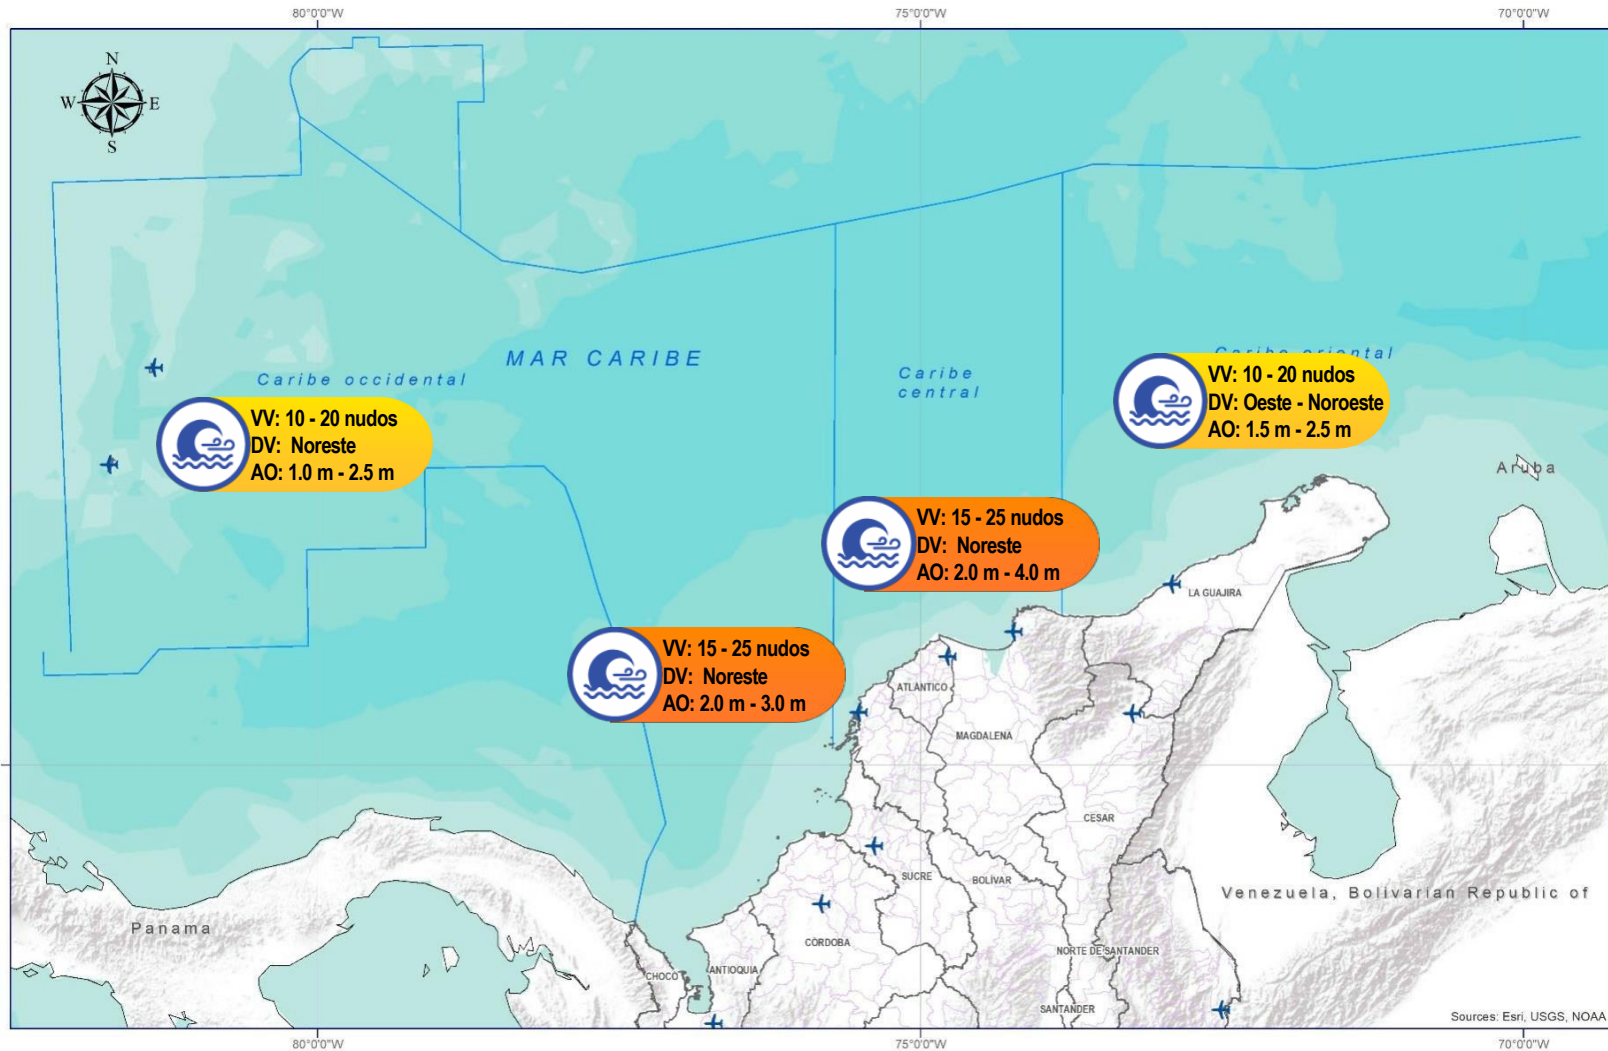 80°0'0"W
75°0'0"W
70°0'0"W
N
W
E
S
MAR CARIBE
Caribe occidental
Caribe
central
Caribe oriental
VV: 10 - 20 nudos
DV: Oeste - Noroeste
AO: 1.5 m - 2.5 m
VV: 10 - 20 nudos
DV: Noreste
AO: 1.0 m - 2.5 m
Aruba
VV: 15 - 25 nudos
DV: Noreste
AO: 2.0 m - 4.0 m
LA GUAJIRA
VV: 15 - 25 nudos
DV: Noreste
AO: 2.0 m - 3.0 m
ATLÁNTICO
MAGDALENA
CESAR
SUCRE
BOLÍVAR
Venezuela, Bolivarian Republic of
Panama
CÓRDOBA
NORTE DE SANTANDER
CHOCÓ
ANTIOQUIA
SANTANDER
Sources: Esri, USGS, NOAA
80°0'0"W
75°0'0"W
70°0'0"W